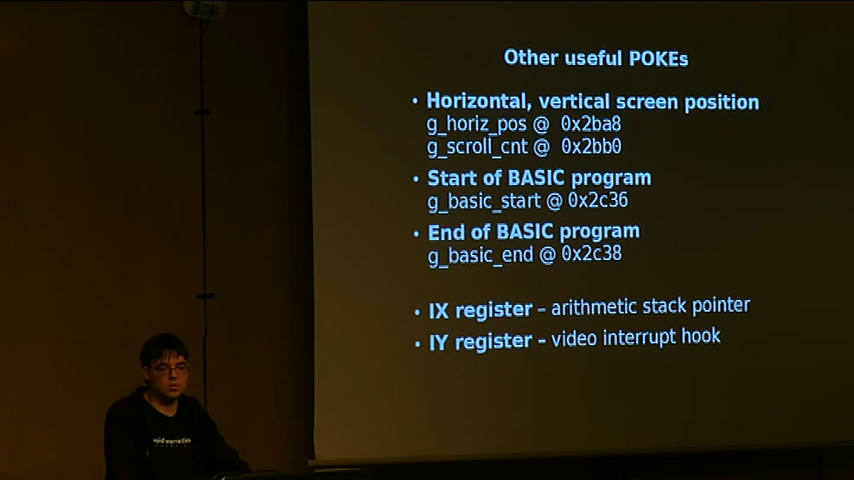 Other useful POKEs
• Horizontal, vertical screen position
g_horiz_pos @ 0x2ba8
g_scroll_cnt @ 0x2bb0
• Start of BASIC program
g_basic_start @ 0x2c36
• End of BASIC program
g_basic_end @ 0x2c38
• IX register – arithmetic stack pointer
• IY register – video interrupt hook